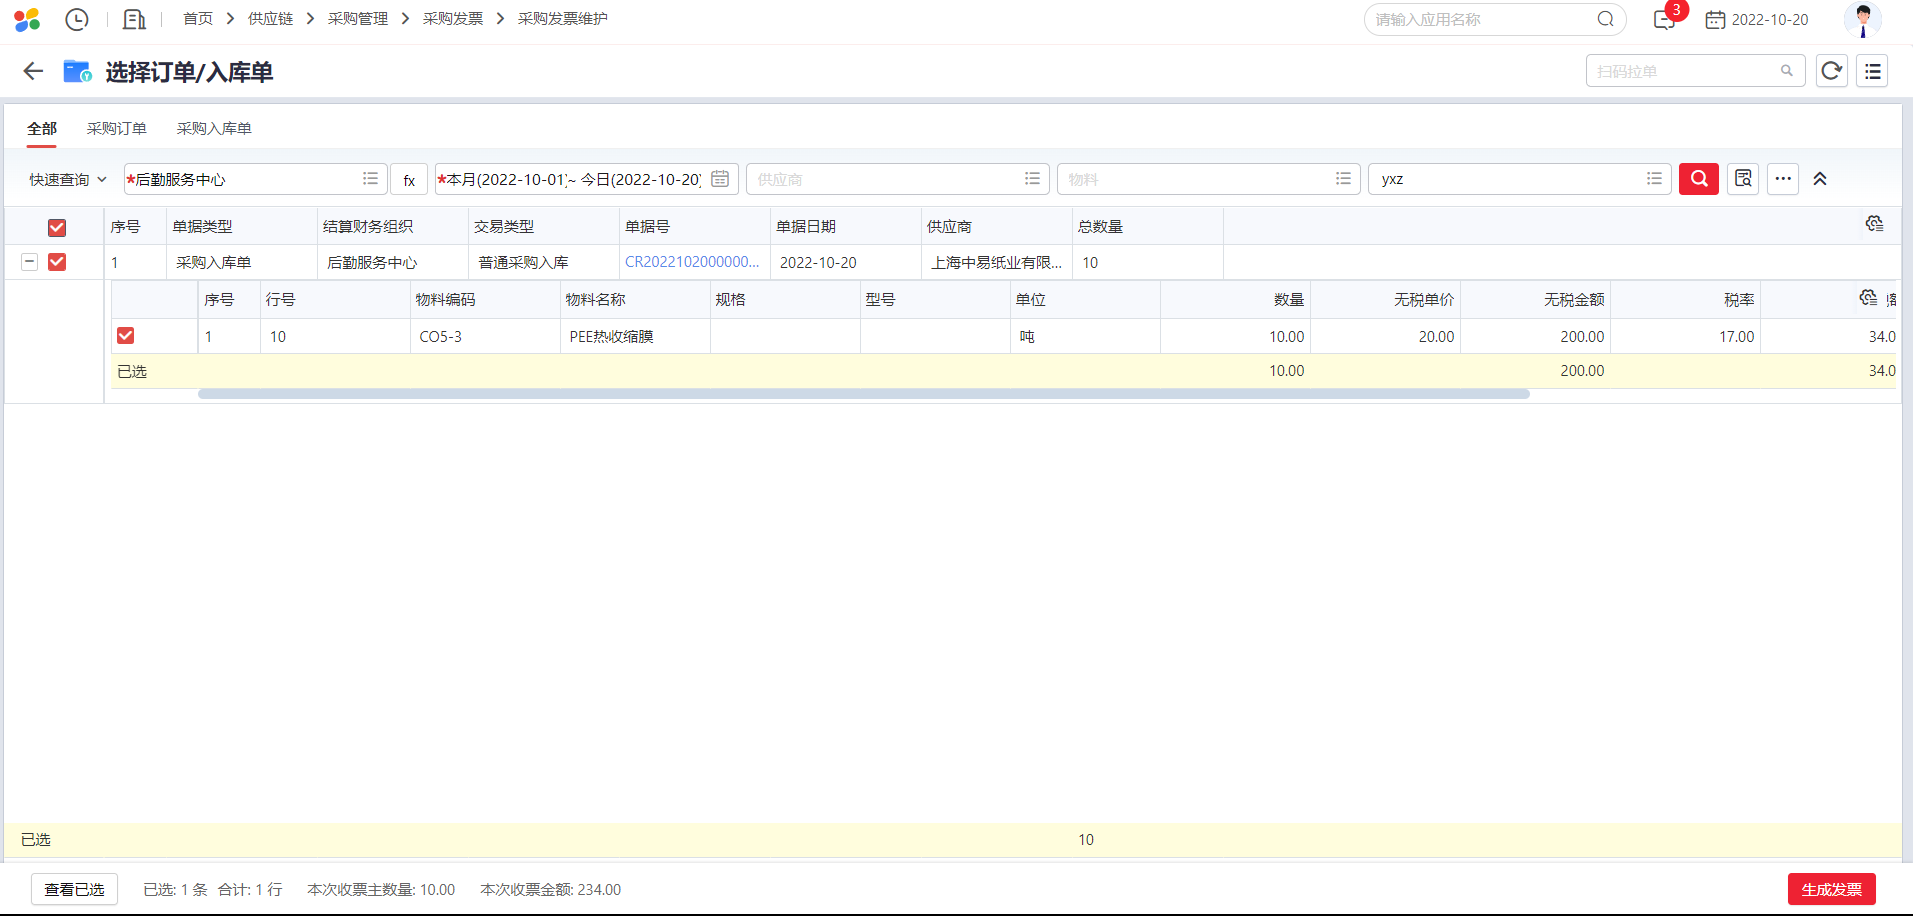 首页 供应链 采购管理 采购发票 采购发票维护 请输入应用名称 3 2022-10-20
选择订单/入库单 扫码拉单
全部 采购订单 采购入库单
快速查询 *后勤服务中心 fx *本月(2022-10-01)~ 今日(2022-10-20) 供应商 物料 yxz
序号 单据类型 结算财务组织 交易类型 单据号 单据日期 供应商 总数量
1 采购入库单 后勤服务中心 普通采购入库 CR2022102000000... 2022-10-20 上海中易纸业有限... 10
序号 行号 物料编码 物料名称 规格 型号 单位 数量 无税单价 无税金额 税率
1 10 CO5-3 PEE热收缩膜 吨 10.00 20.00 200.00 17.00 34.0
已选 10.00 200.00 34.0
已选 10
查看已选 已选: 1 条 合计: 1 行 本次收票主数量: 10.00 本次收票金额: 234.00 生成发票